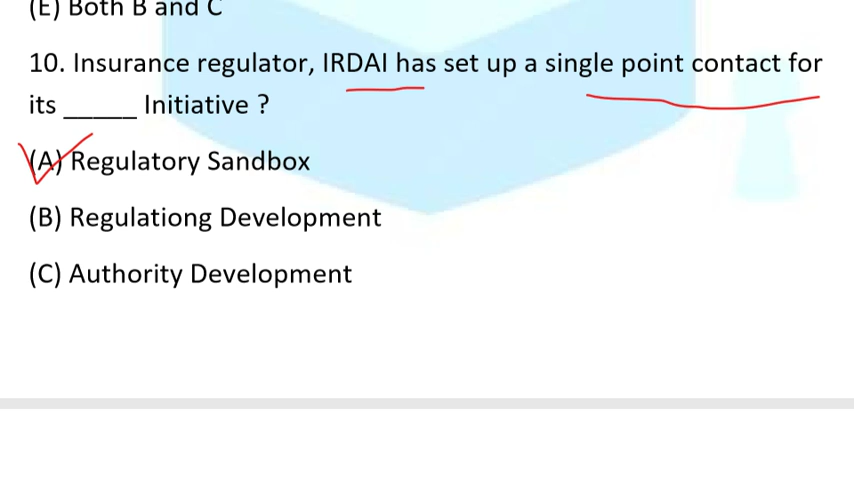 (E) Both B and C
10. Insurance regulator, IRDAI has set up a single point contact for
its _____ Initiative ?
(A) Regulatory Sandbox
(B) Regulationg Development
(C) Authority Development